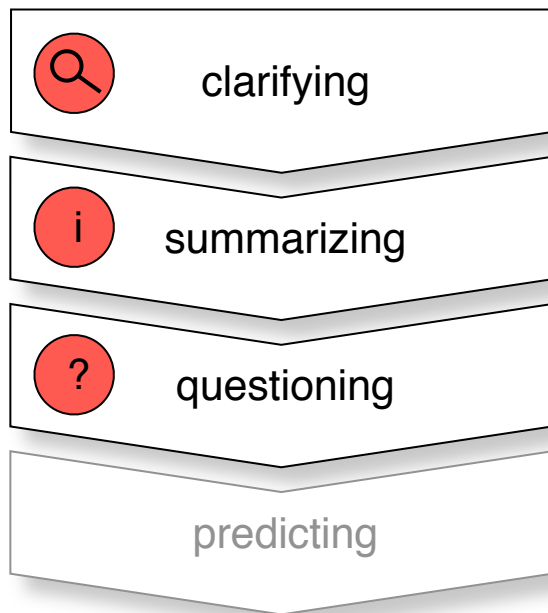 clarifying
i
summarizing
?
questioning
predicting